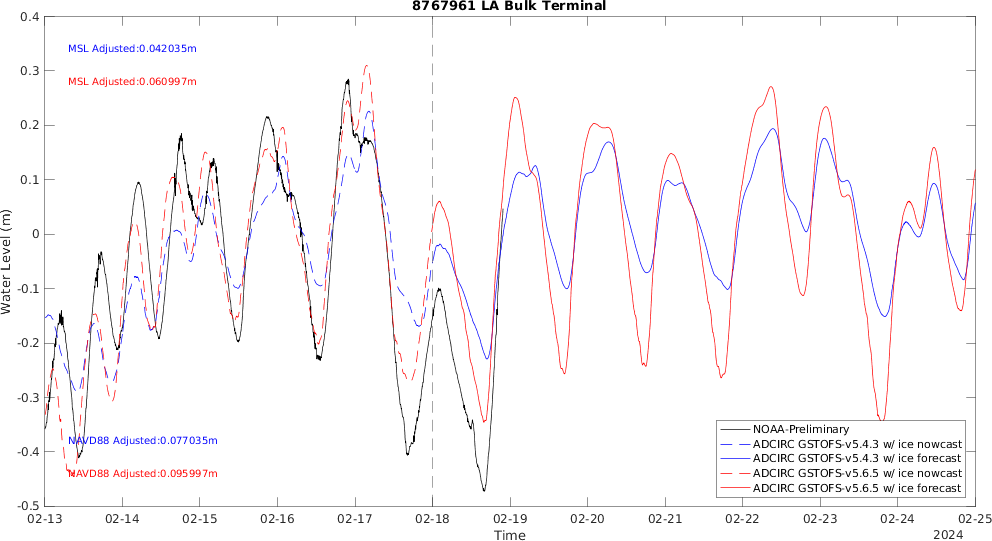 8767961 LA Bulk Terminal
0.4
0.3
0.2
0.1
0
-0.1
-0.2
-0.3
-0.4
-0.5
Water Level (m)
MSL Adjusted:0.042035m
MSL Adjusted:0.060997m
NAVD88 Adjusted:0.077035m
NAVD88 Adjusted:0.095997m
NOAA-Preliminary
ADCIRC GSTOFS-v5.4.3 w/ ice nowcast
ADCIRC GSTOFS-v5.4.3 w/ ice forecast
ADCIRC GSTOFS-v5.6.5 w/ ice nowcast
ADCIRC GSTOFS-v5.6.5 w/ ice forecast
02-13 02-14 02-15 02-16 02-17 02-18 02-19 02-20 02-21 02-22 02-23 02-24 02-25
Time
2024